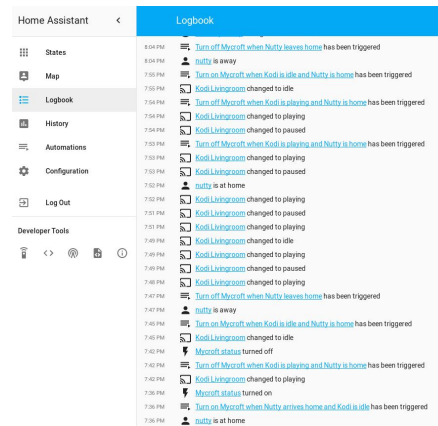 Home Assistant
Logbook
States
Map
Logbook
History
Automations
Configuration
Log Out
Developer Tools
8:04 PM Turn off Mycroft when Nutty leaves home has been triggered
8:04 PM nutty is away
7:55 PM Turn on Mycroft when Kodi is idle and Nutty is home has been triggered
7:55 PM Kodi Livingroom changed to idle
7:54 PM Turn off Mycroft when Kodi is playing and Nutty is home has been triggered
7:54 PM Kodi Livingroom changed to playing
7:54 PM Kodi Livingroom changed to paused
7:53 PM Turn off Mycroft when Kodi is playing and Nutty is home has been triggered
7:53 PM Kodi Livingroom changed to playing
7:53 PM Kodi Livingroom changed to paused
7:52 PM nutty is at home
7:52 PM Kodi Livingroom changed to playing
7:51 PM Kodi Livingroom changed to paused
7:51 PM Kodi Livingroom changed to playing
7:49 PM Kodi Livingroom changed to idle
7:49 PM Kodi Livingroom changed to playing
7:49 PM Kodi Livingroom changed to paused
7:48 PM Kodi Livingroom changed to playing
7:47 PM Turn off Mycroft when Nutty leaves home has been triggered
7:47 PM nutty is away
7:45 PM Turn on Mycroft when Kodi is idle and Nutty is home has been triggered
7:45 PM Kodi Livingroom changed to idle
7:42 PM Mycroft status turned off
7:42 PM Turn off Mycroft when Kodi is playing and Nutty is home has been triggered
7:42 PM Kodi Livingroom changed to playing
7:36 PM Mycroft status turned on
7:36 PM Turn on Mycroft when Nutty arrives home and Kodi is idle has been triggered
7:36 PM nutty is at home